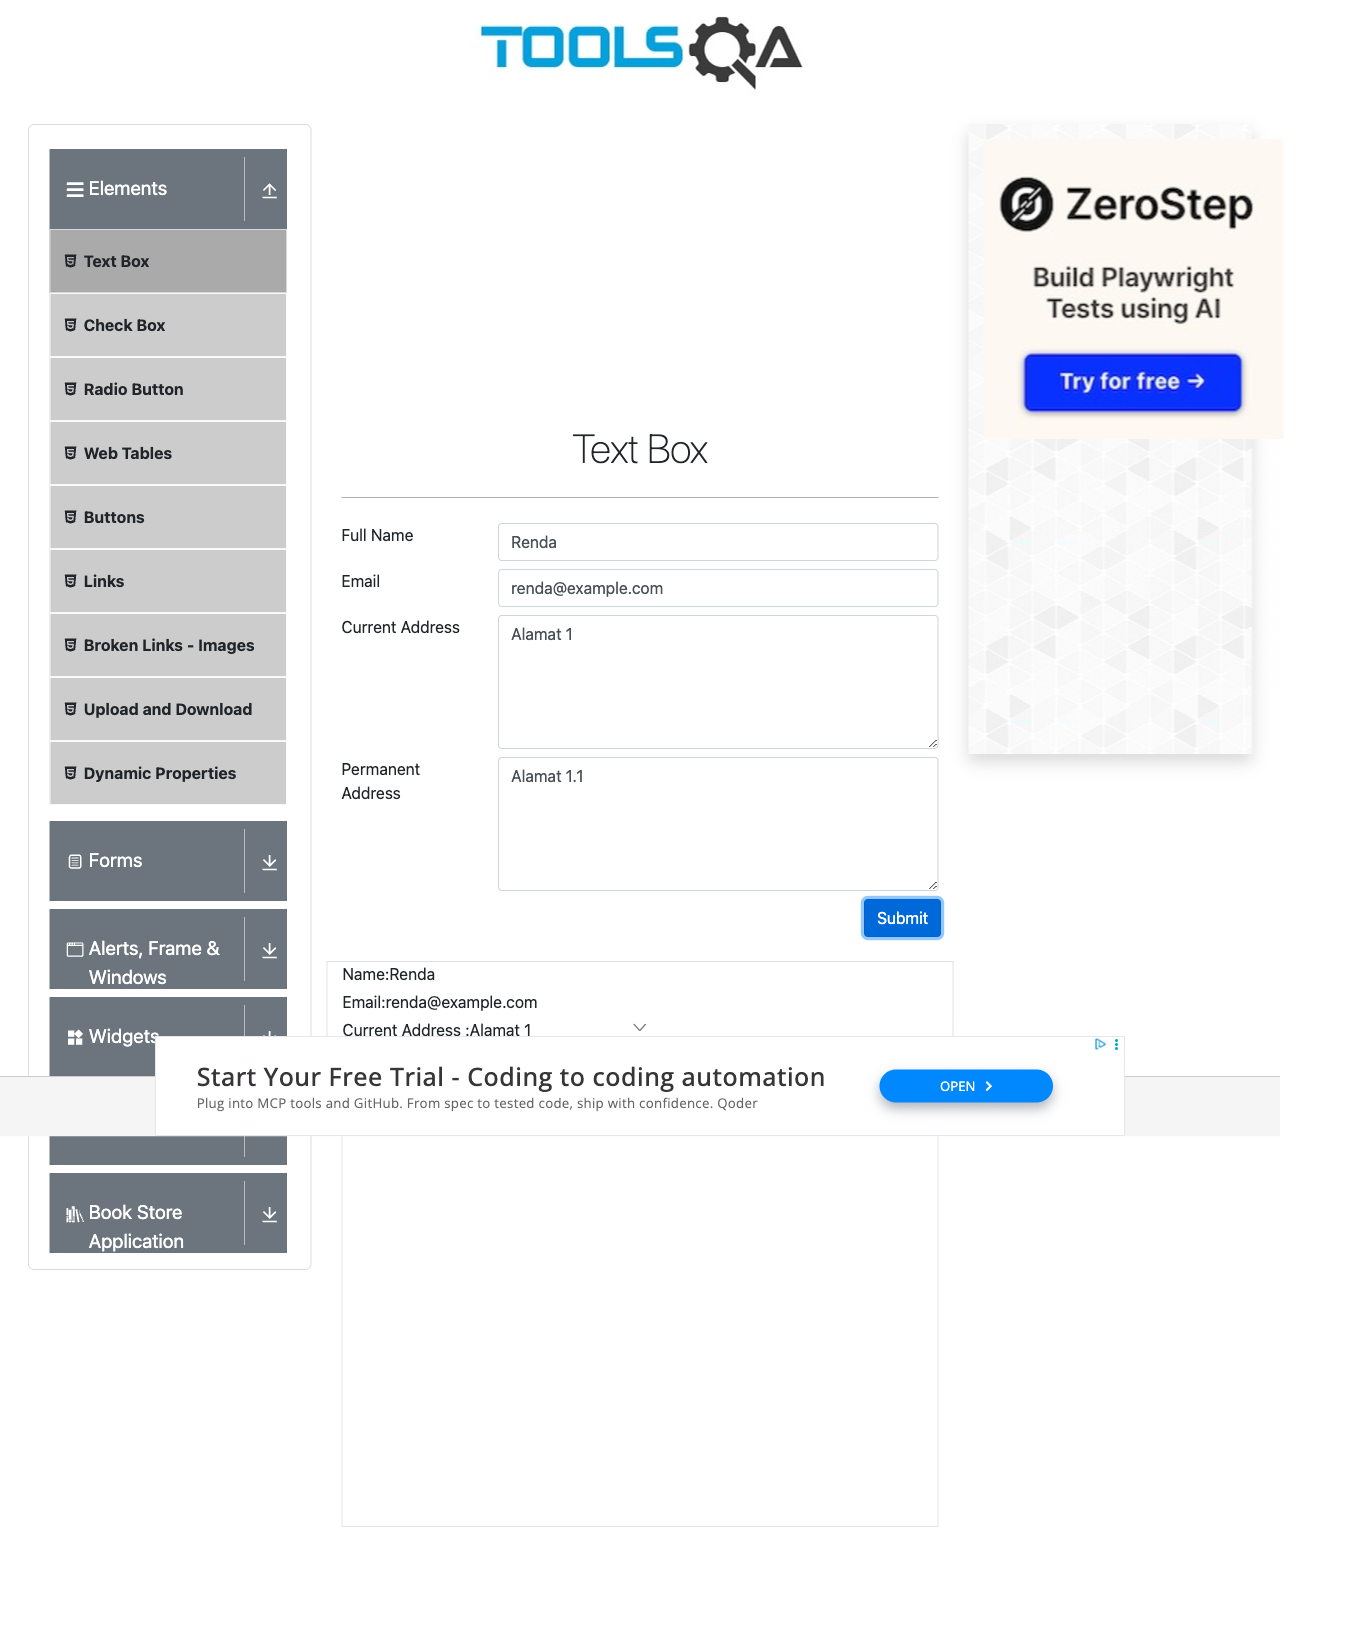 TOOLSQA
Elements
Text Box
Check Box
Radio Button
Web Tables
Buttons
Links
Broken Links - Images
Upload and Download
Dynamic Properties
Forms
Alerts, Frame &
Windows
Widgets
Book Store
Application
Text Box
Full Name
Renda
Email
renda@example.com
Current Address
Alamat 1
Permanent
Address
Alamat 1.1
Submit
Name:Renda
Email:renda@example.com
Current Address :Alamat 1
ZeroStep
Build Playwright
Tests using AI
Try for free →
Start Your Free Trial - Coding to coding automation
Plug into MCP tools and GitHub. From spec to tested code, ship with confidence. Qoder
OPEN